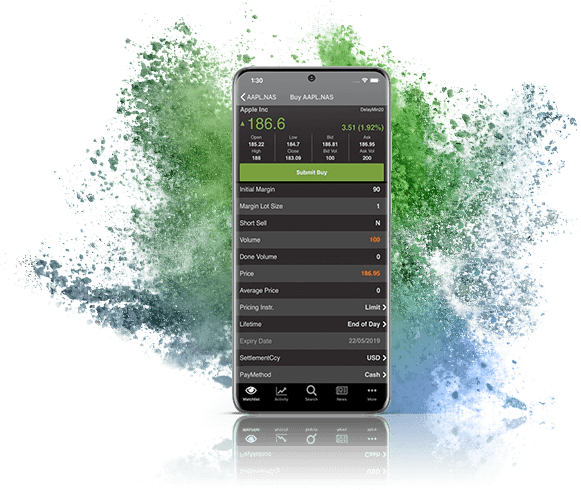 1:30
AAPL.NAS Buy AAPL.NAS
Apple Inc DelayMin20
186.6 3.51 (1.92%)
Open Low Bid Ask
185.22 184.7 186.81 186.95
High Close Bid Vol Ask Vol
188 183.09 100 200
Submit Buy
Initial Margin 90
Margin Lot Size 1
Short Sell N
Volume 100
Done Volume 0
Price 186.95
Average Price 0
Pricing Instr. Limit
Lifetime End of Day
Expiry Date 22/05/2019
SettlementCcy USD
PayMethod Cash
Watchlist Activity Search News More